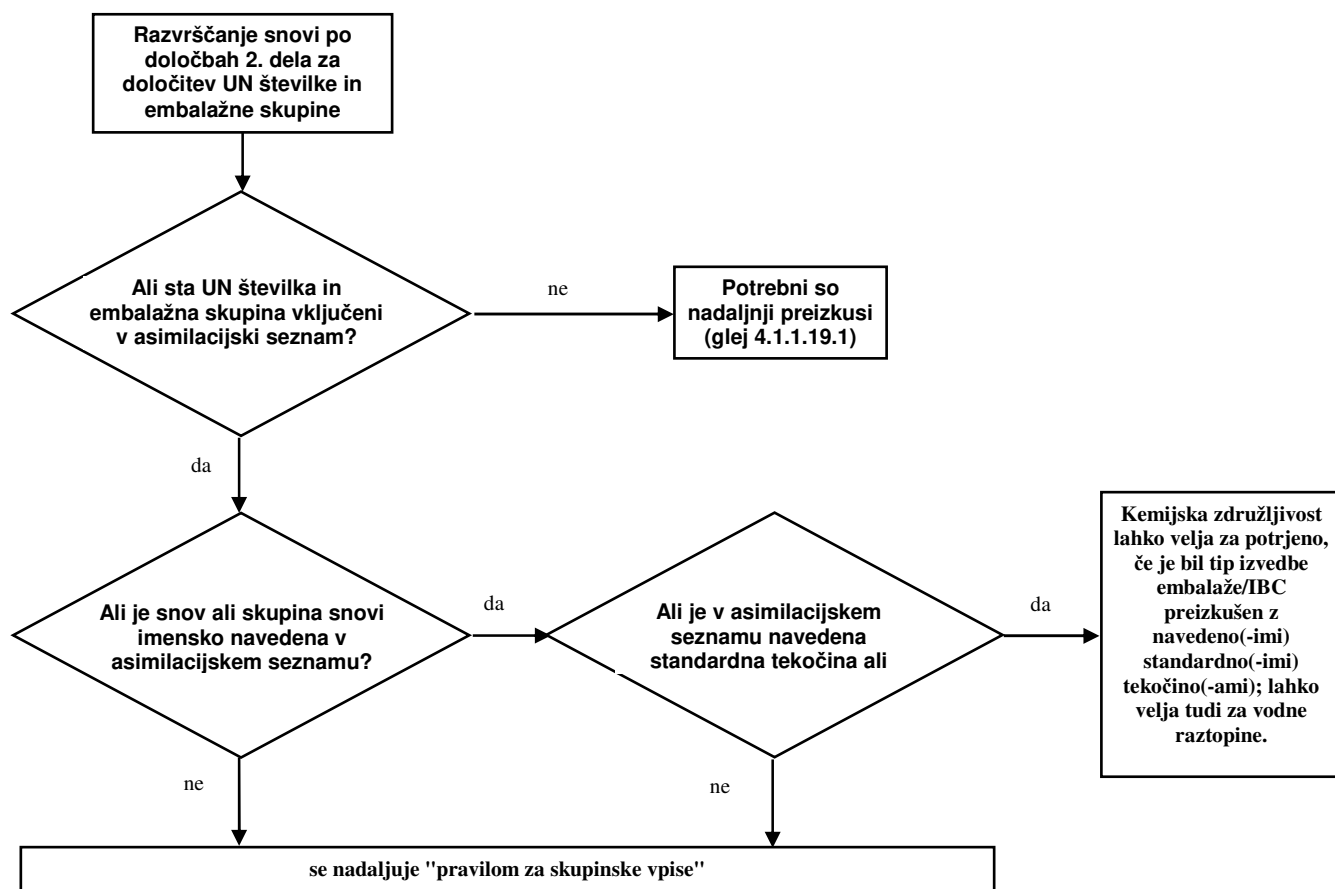 Razvrščanje snovi po
določbah 2. dela za
določitev UN številke in
embalažne skupine
Ali sta UN številka in
embalažna skupina vključeni
v asimilacijski seznam?
ne
Potrebni so
nadaljnji preizkusi
(glej 4.1.1.19.1)
da
Ali je snov ali skupina snovi
imensko navedena v
asimilacijskem seznamu?
da
Ali je v asimilacijskem
seznamu navedena
standardna tekočina ali
da
Kemijska združljivost
lahko velja za potrjeno,
če je bil tip izvedbe
embalaže/IBC
preizkušen z
navedeno(-imi)
standardno(-imi)
tekočino(-ami); lahko
velja tudi za vodne
raztopine.
ne
ne
se nadaljuje "pravilom za skupinske vpise"